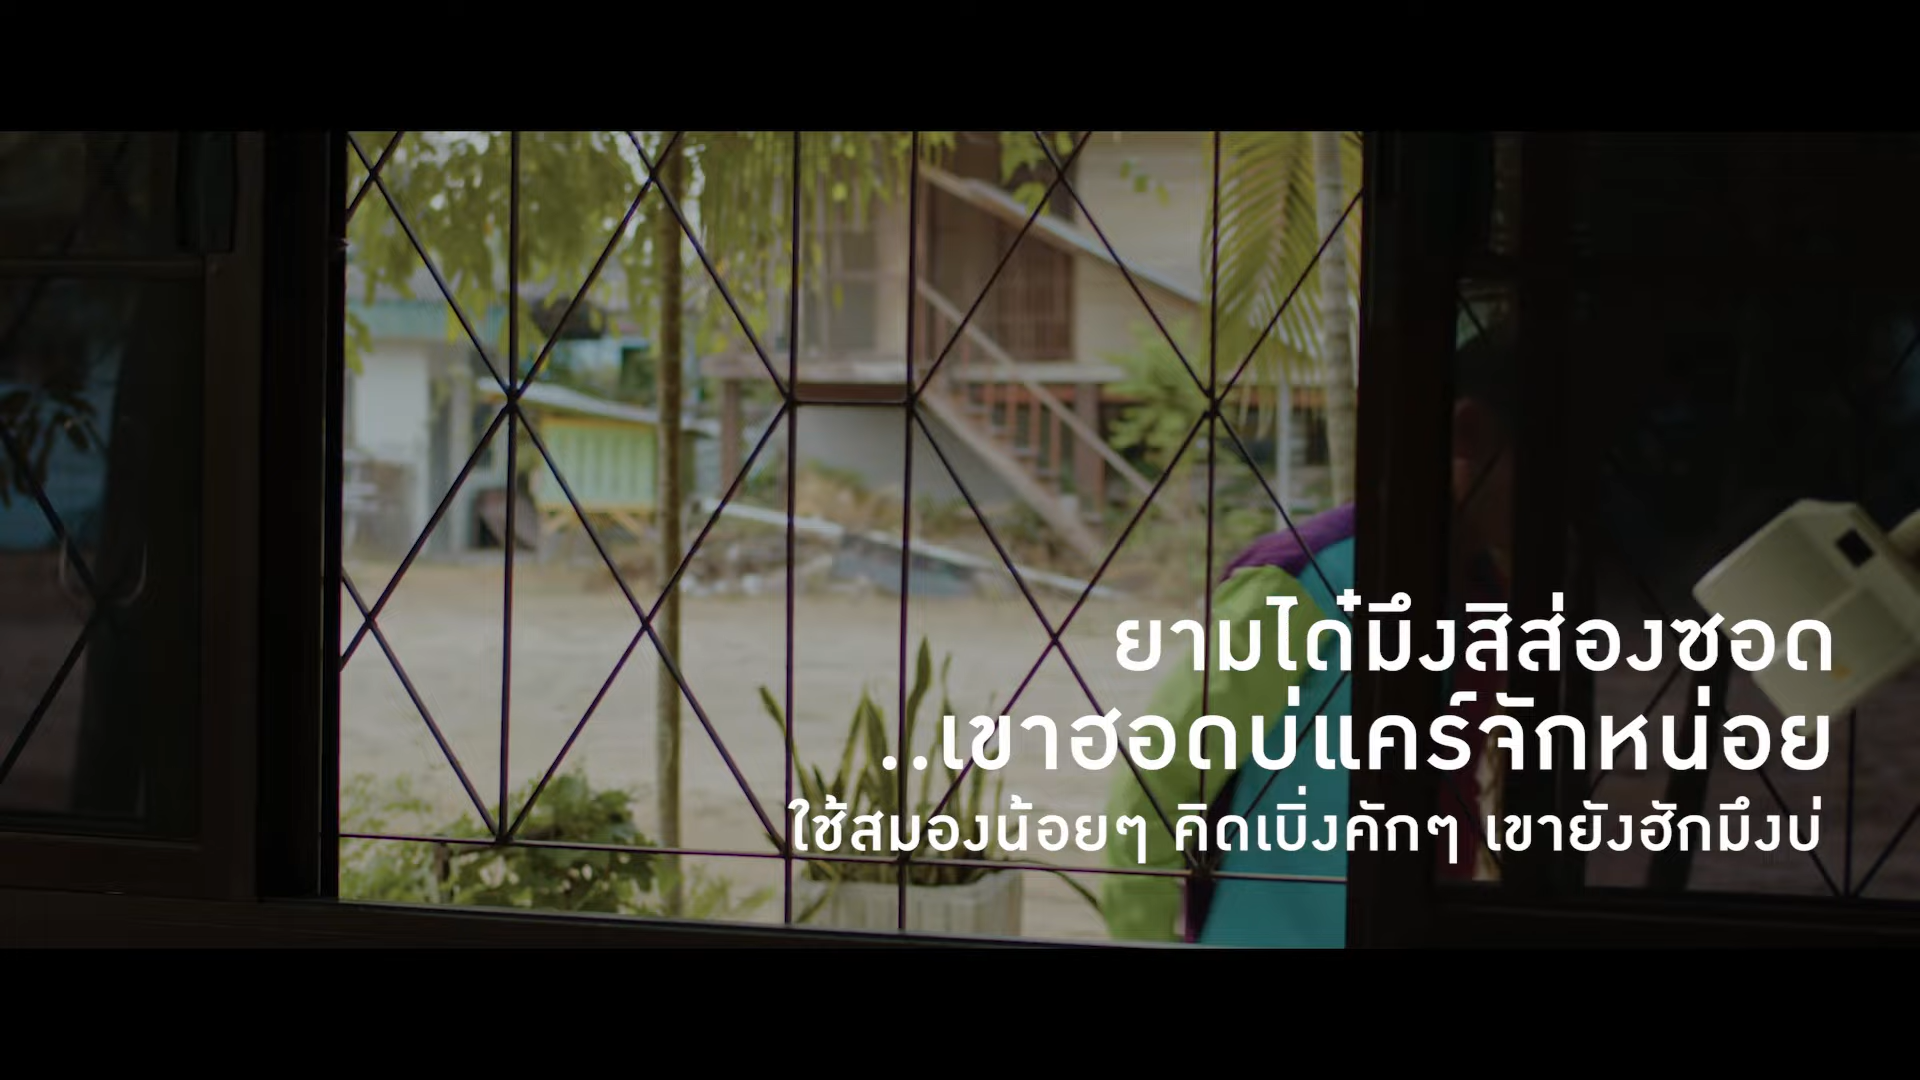 ยามได๋มึงสิส่องซอด
..เขาฮอดบ่แคร์จักหน่อย
ใช้สมองน้อยๆ คิดเบิ่งคักๆ เขายังฮักมึงบ่